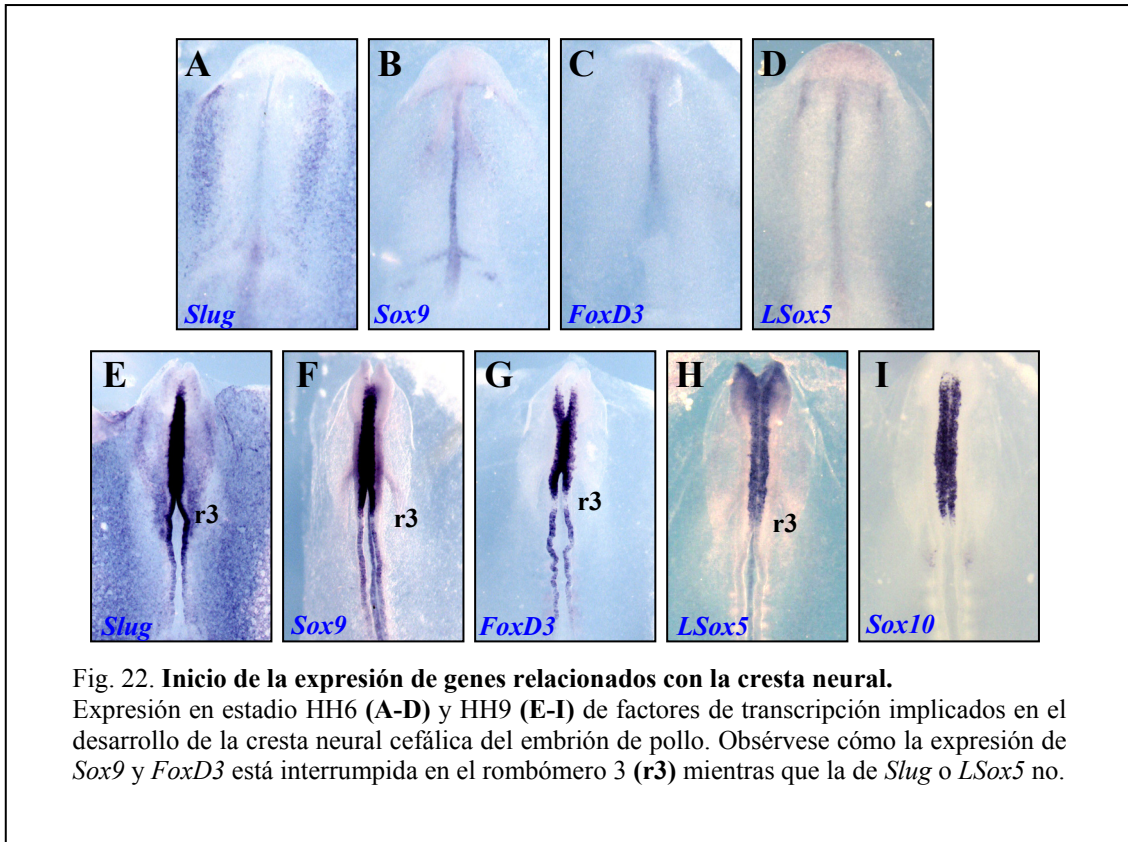 A
B
C
D
Slug
Sox9
FoxD3
LSox5
E
F
G
H
I
r3
r3
r3
r3
Slug
Sox9
FoxD3
LSox5
Sox10
Fig. 22. Inicio de la expresión de genes relacionados con la cresta neural.
Expresión en estadio HH6 (A-D) y HH9 (E-I) de factores de transcripción implicados en el
desarrollo de la cresta neural cefálica del embrión de pollo. Obsérvese cómo la expresión de
Sox9 y FoxD3 está interrumpida en el rombómero 3 (r3) mientras que la de Slug o LSox5 no.